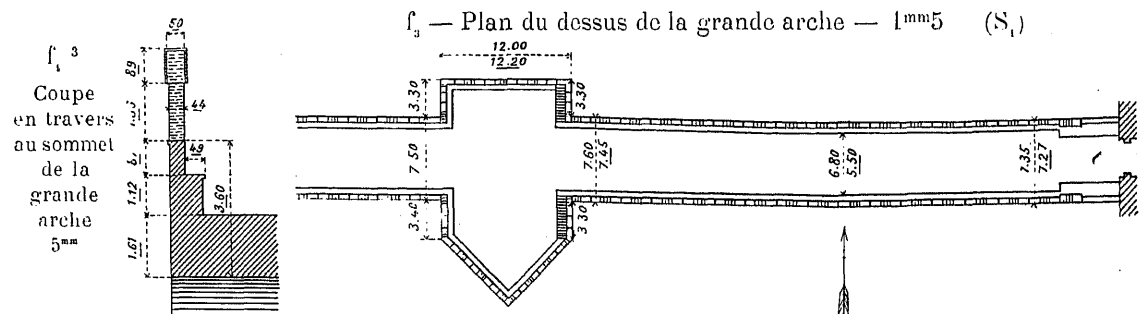 f₃ — Plan du dessus de la grande arche — 1ᵐᵐ5 (S₁)
f₄ 3
Coupe
en travers
au sommet
de la
grande
arche
5ᵐᵐ
50
89
44
49
1.12
3.60
1.61
12.00
12.20
3.30
3.30
7.50
7.60
7.45
6.80
5.50
7.35
7.27
3.40
3.30